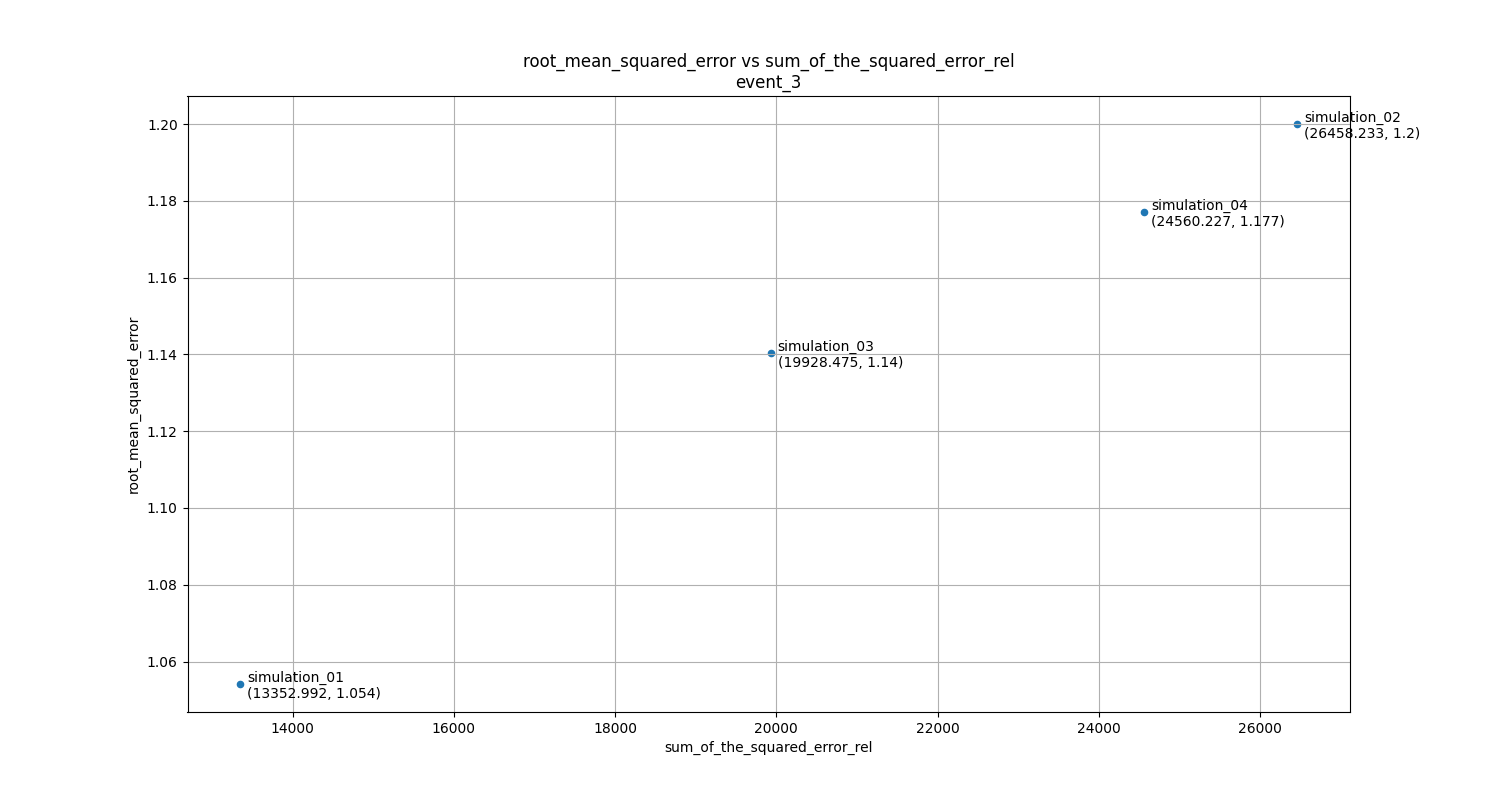 root_mean_squared_error vs sum_of_the_squared_error_rel
event_3
root_mean_squared_error
1.20
1.18
1.16
1.14
1.12
1.10
1.08
1.06
simulation_02
(26458.233, 1.2)
simulation_04
(24560.227, 1.177)
simulation_03
(19928.475, 1.14)
simulation_01
(13352.992, 1.054)
14000 16000 18000 20000 22000 24000 26000
sum_of_the_squared_error_rel